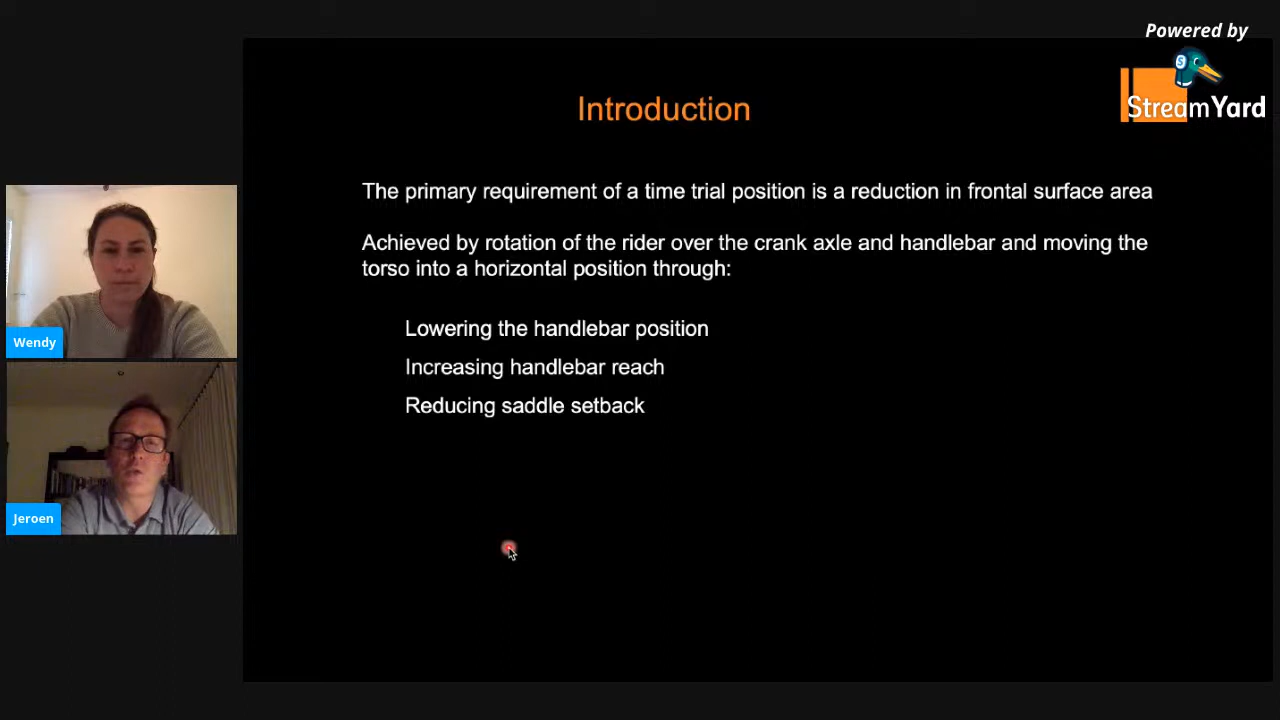 Powered by
StreamYard
Introduction
The primary requirement of a time trial position is a reduction in frontal surface area
Achieved by rotation of the rider over the crank axle and handlebar and moving the
torso into a horizontal position through:
Lowering the handlebar position
Increasing handlebar reach
Reducing saddle setback
Wendy
Jeroen